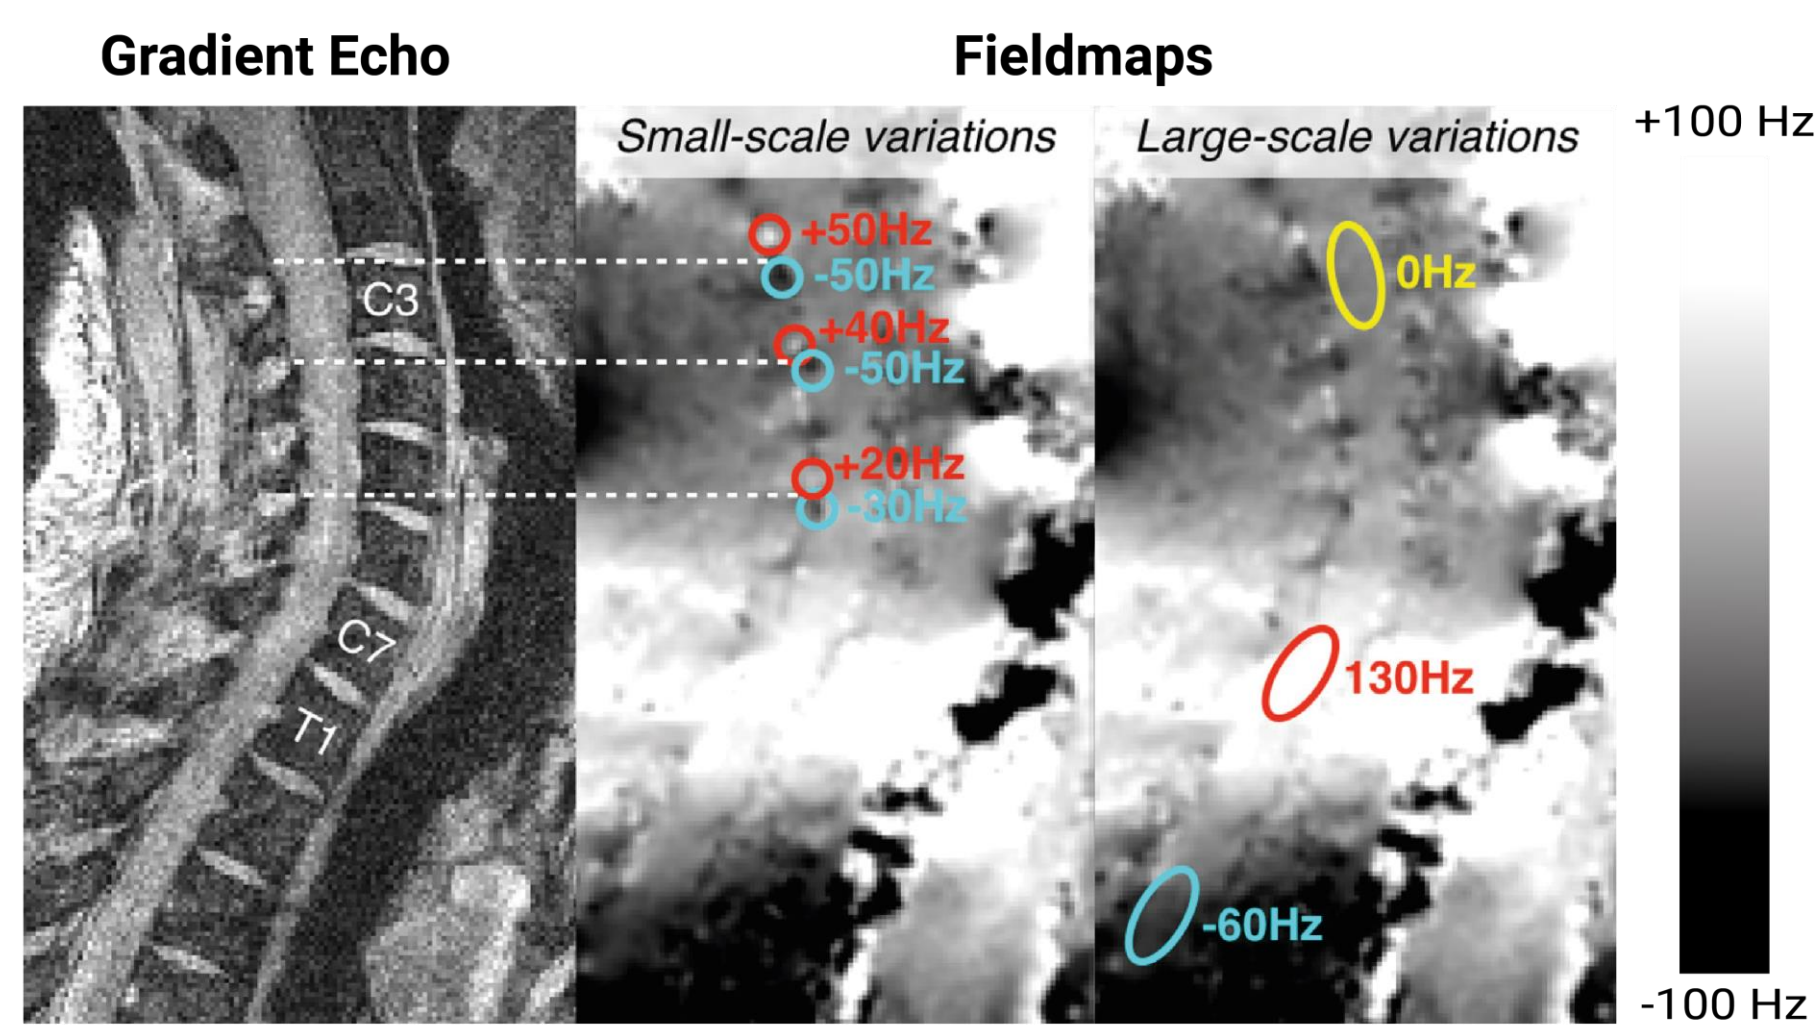 Gradient Echo
Fieldmaps
Small-scale variations
Large-scale variations
+100 Hz
+50Hz
-50Hz
0Hz
C3
+40Hz
-50Hz
+20Hz
-30Hz
C7
130Hz
T1
-60Hz
-100 Hz